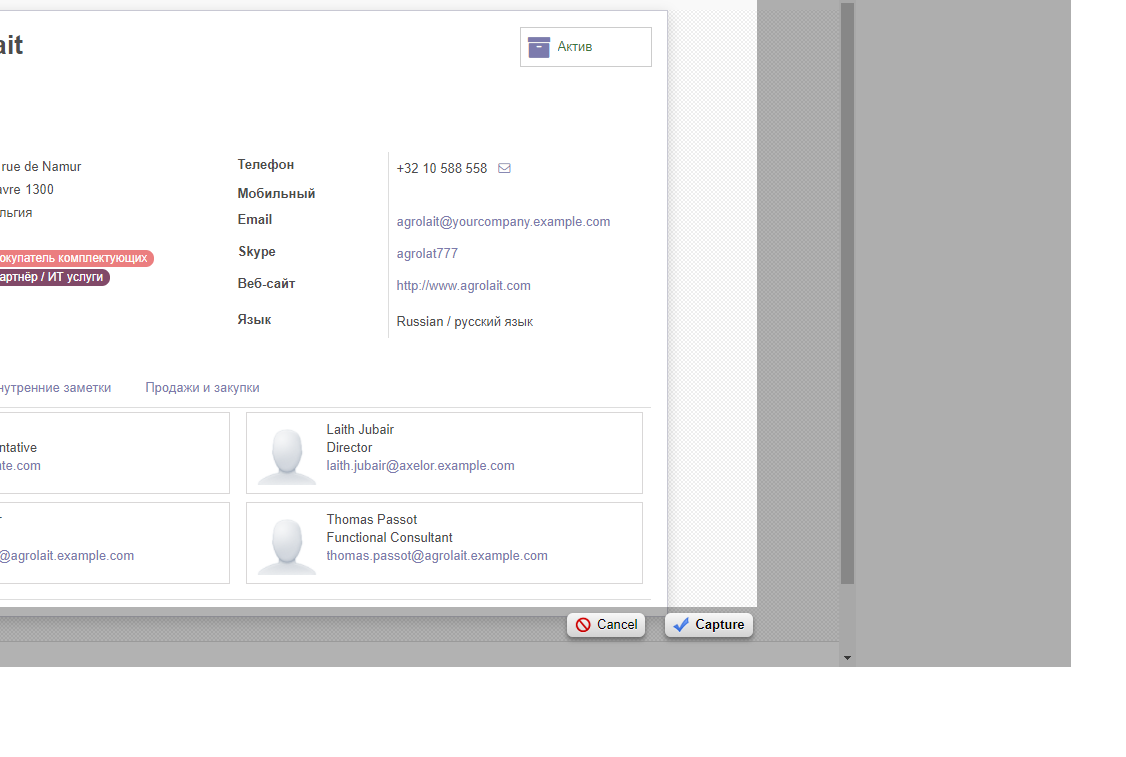 ait
Актив
rue de Namur
avre 1300
льгия
окупатель комплектующих
артнёр / ИТ услуги
Телефон +32 10 588 558
Мобильный
Email agrolait@yourcompany.example.com
Skype agrolat777
Веб-сайт http://www.agrolait.com
Язык Russian / русский язык
нутренние заметки Продажи и закупки
ntative
te.com
Laith Jubair
Director
laith.jubair@axelor.example.com
@agrolait.example.com
Thomas Passot
Functional Consultant
thomas.passot@agrolait.example.com
Cancel Capture